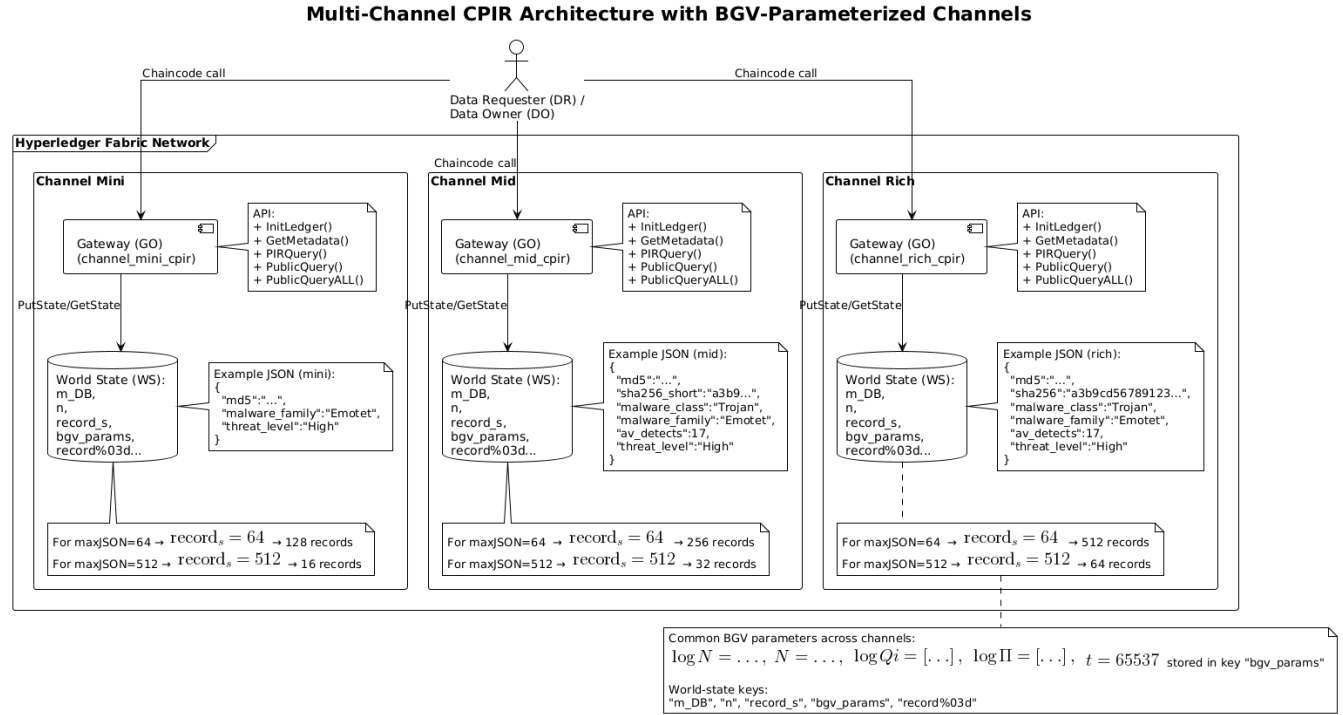 Multi-Channel CPIR Architecture with BGV-Parameterized Channels
Chaincode call
Chaincode call
Data Requester (DR) /
Data Owner (DO)
Hyperledger Fabric Network
Chaincode call
Channel Mini
Gateway (GO)
(channel_mini_cpir)
API:
+ InitLedger()
+ GetMetadata()
+ PIRQuery()
+ PublicQuery()
+ PublicQueryALL()
PutState/GetState
World State (WS):
m_DB,
n,
record_s,
bgv_params,
record%03d...
Example JSON (mini):
{
"md5":"...",
"malware_family":"Emotet",
"threat_level":"High"
}
For maxJSON=64 → record_s = 64 → 128 records
For maxJSON=512 → record_s = 512 → 16 records
Channel Mid
Gateway (GO)
(channel_mid_cpir)
API:
+ InitLedger()
+ GetMetadata()
+ PIRQuery()
+ PublicQuery()
+ PublicQueryALL()
PutState/GetState
World State (WS):
m_DB,
n,
record_s,
bgv_params,
record%03d...
Example JSON (mid):
{
"md5":"...",
"sha256_short":"a3b9...",
"malware_class":"Trojan",
"malware_family":"Emotet",
"av_detects":17,
"threat_level":"High"
}
For maxJSON=64 → record_s = 64 → 256 records
For maxJSON=512 → record_s = 512 → 32 records
Channel Rich
Gateway (GO)
(channel_rich_cpir)
API:
+ InitLedger()
+ GetMetadata()
+ PIRQuery()
+ PublicQuery()
+ PublicQueryALL()
PutState/GetState
World State (WS):
m_DB,
n,
record_s,
bgv_params,
record%03d...
Example JSON (rich):
{
"md5":"...",
"sha256":"a3b9cd56789123...",
"malware_class":"Trojan",
"malware_family":"Emotet",
"av_detects":17,
"threat_level":"High"
}
For maxJSON=64 → record_s = 64 → 512 records
For maxJSON=512 → record_s = 512 → 64 records
Common BGV parameters across channels:
log N = ..., N = ..., log Qi = [...], log Π = [...], t = 65537 stored in key "bgv_params"
World-state keys:
"m_DB", "n", "record_s", "bgv_params", "record%03d"